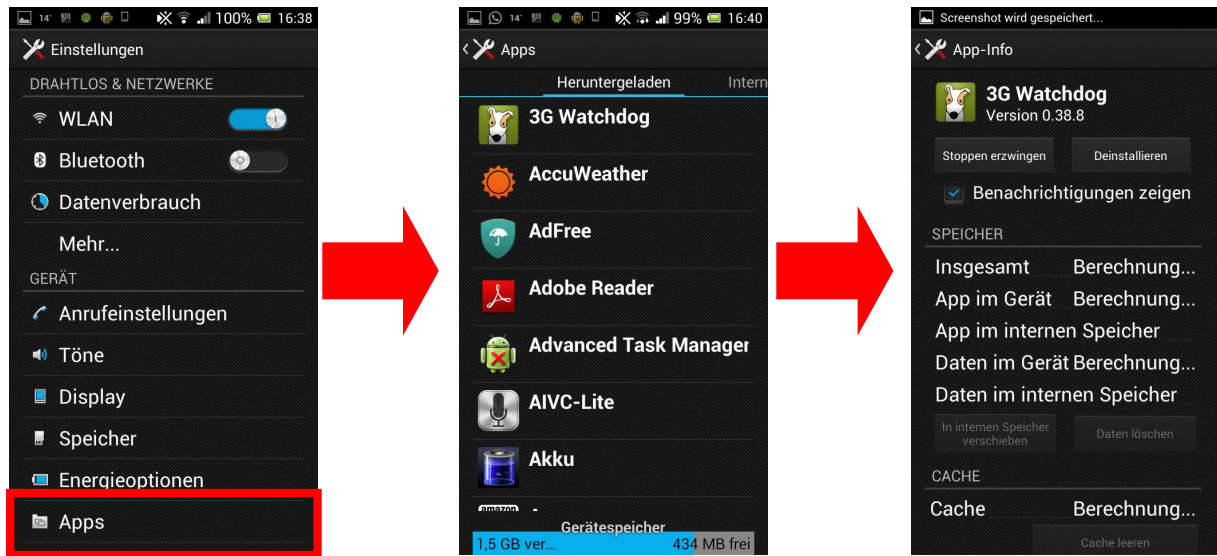 14°
100%
16:38
Einstellungen
DRAHTLOS & NETZWERKE
WLAN
Bluetooth
Datenverbrauch
Mehr...
GERÄT
Anrufeinstellungen
Töne
Display
Speicher
Energieoptionen
Apps
14°
99%
16:40
Apps
Heruntergeladen
Intern
3G Watchdog
AccuWeather
AdFree
Adobe Reader
Advanced Task Manager
AIVC-Lite
Akku
amazon
Gerätespeicher
1,5 GB ver...
434 MB frei
Screenshot wird gespeichert...
App-Info
3G Watchdog
Version 0.38.8
Stoppen erzwingen
Deinstallieren
Benachrichtigungen zeigen
SPEICHER
Insgesamt Berechnung...
App im Gerät Berechnung...
App im internen Speicher
Daten im Gerät Berechnung...
Daten im internen Speicher
In internen Speicher
verschieben
Daten löschen
CACHE
Cache Berechnung...
Cache leeren